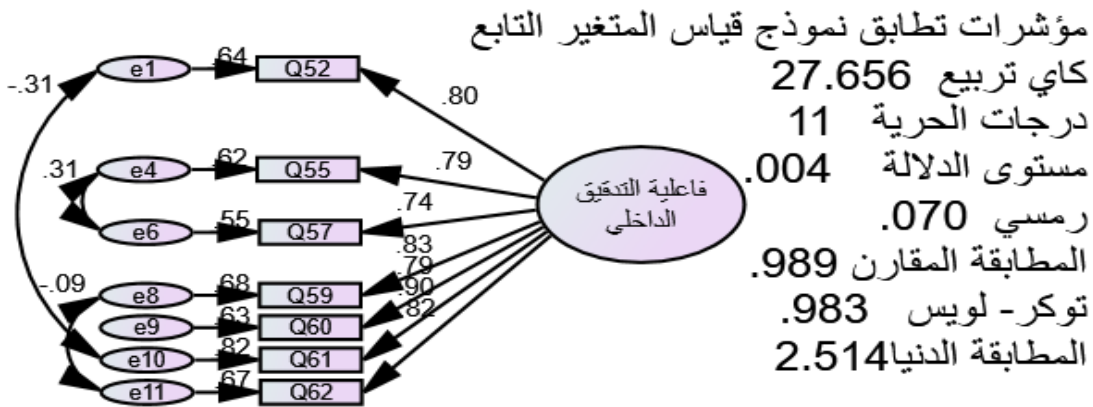 مؤشرات تطابق نموذج قياس المتغير التابع
كاي تربيع 27.656
درجات الحرية 11
مستوى الدلالة .004
رمسي .070
المطابقة المقارن .989
توكر- لويس .983
المطابقة الدنيا2.514
فاعلية التدقيق
الداخلي
-.31
e1 .64 Q52 .80
.31
e4 .62 Q55 .79
e6 .55 Q57 .74
-.09
e8 .68 Q59 .83
e9 .63 Q60 .79
e10 .82 Q61 .90
e11 .67 Q62 .82